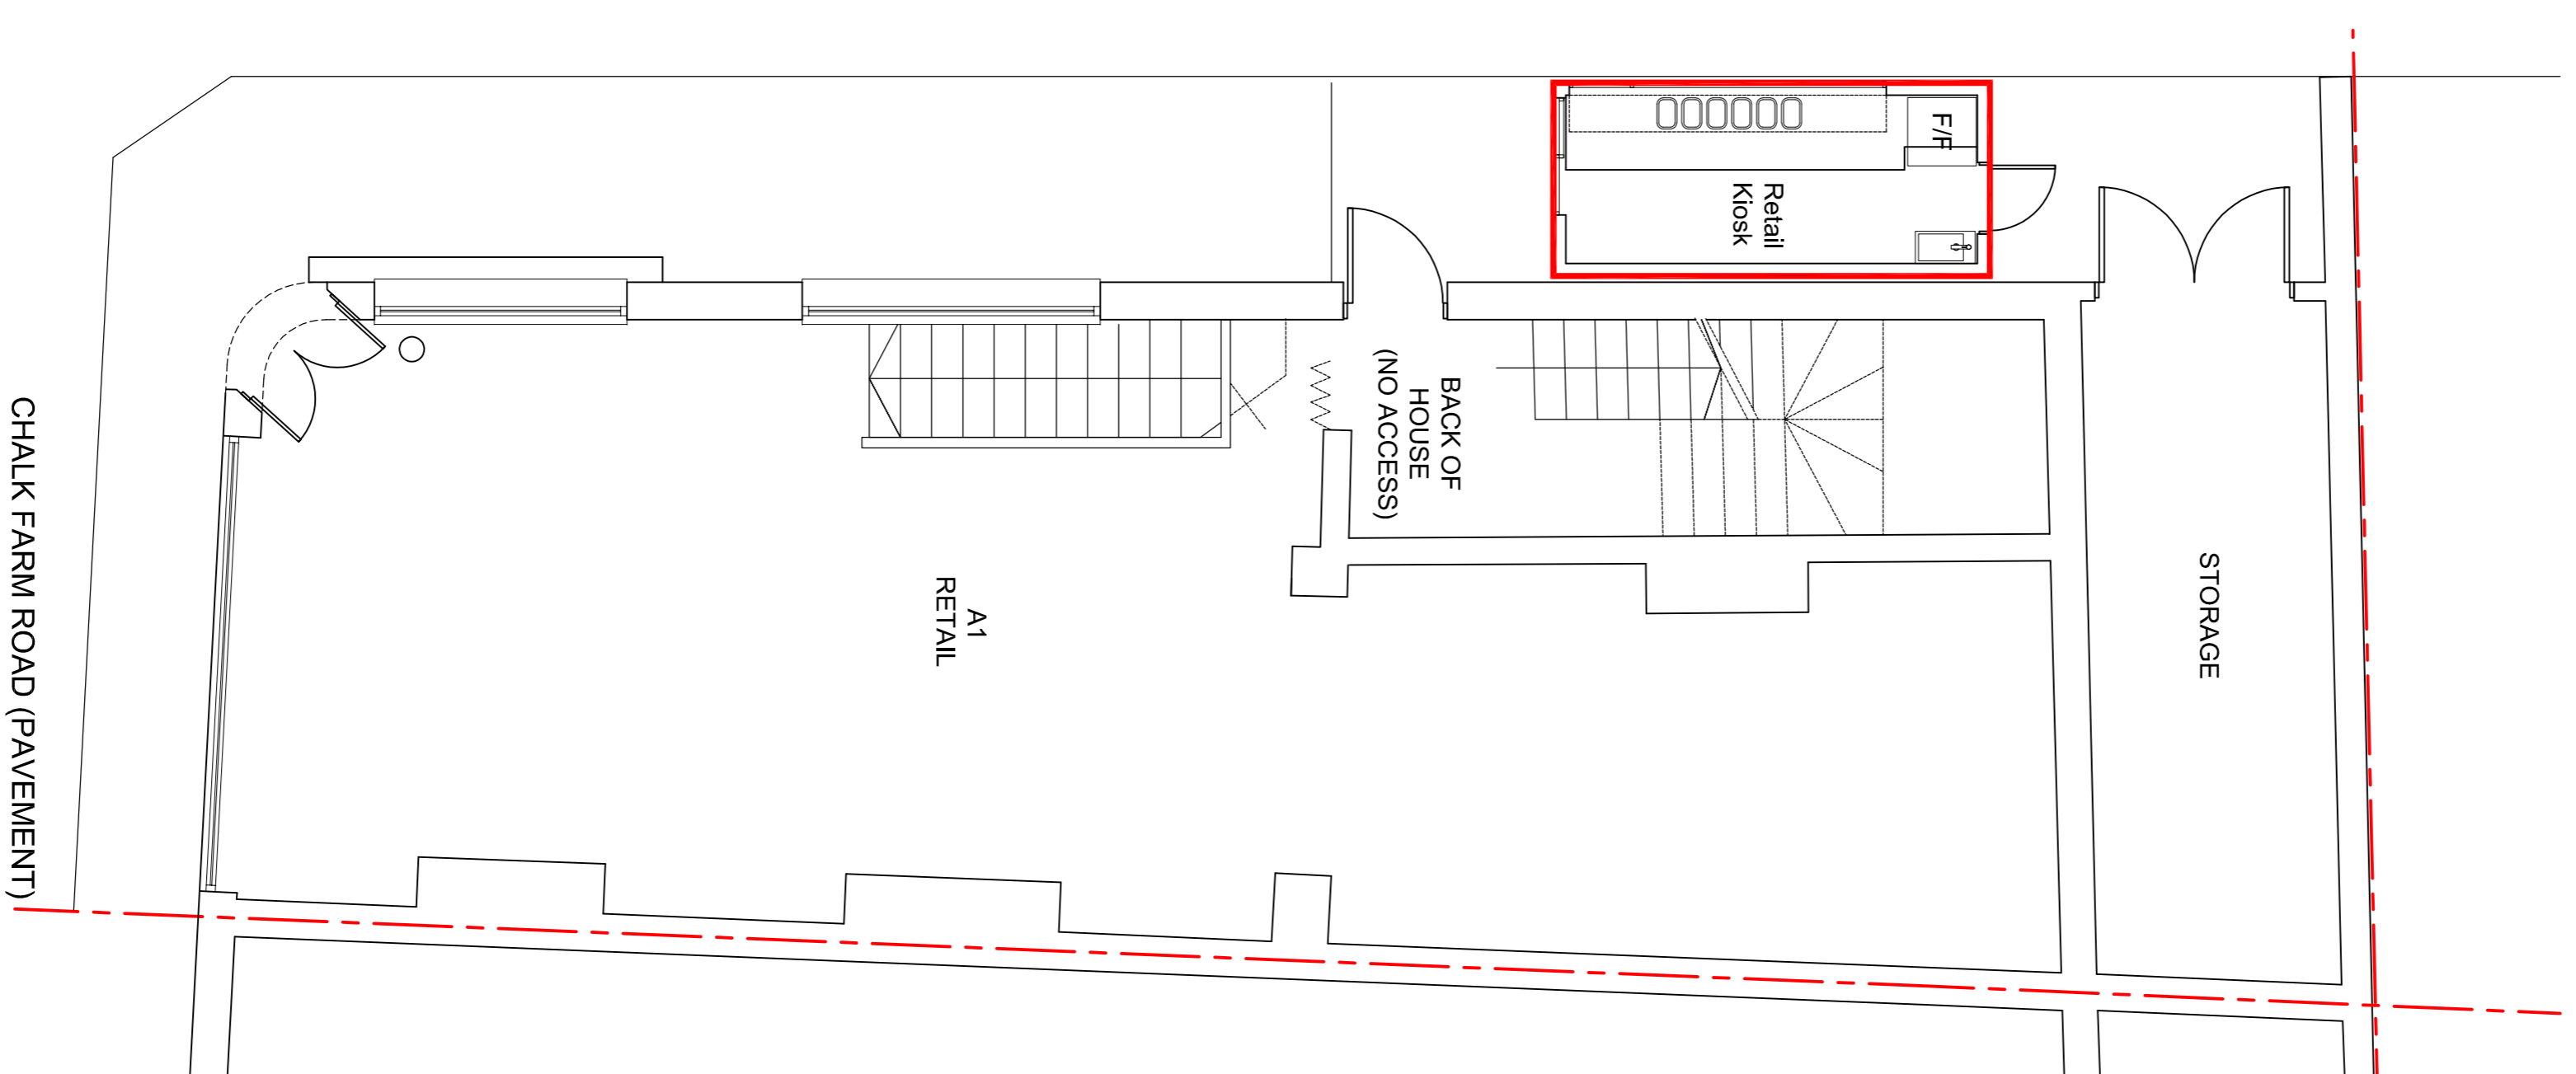 F/F
Retail
Kiosk
BACK OF
HOUSE
(NO ACCESS)
STORAGE
A1
RETAIL
CHALK FARM ROAD (PAVEMENT)